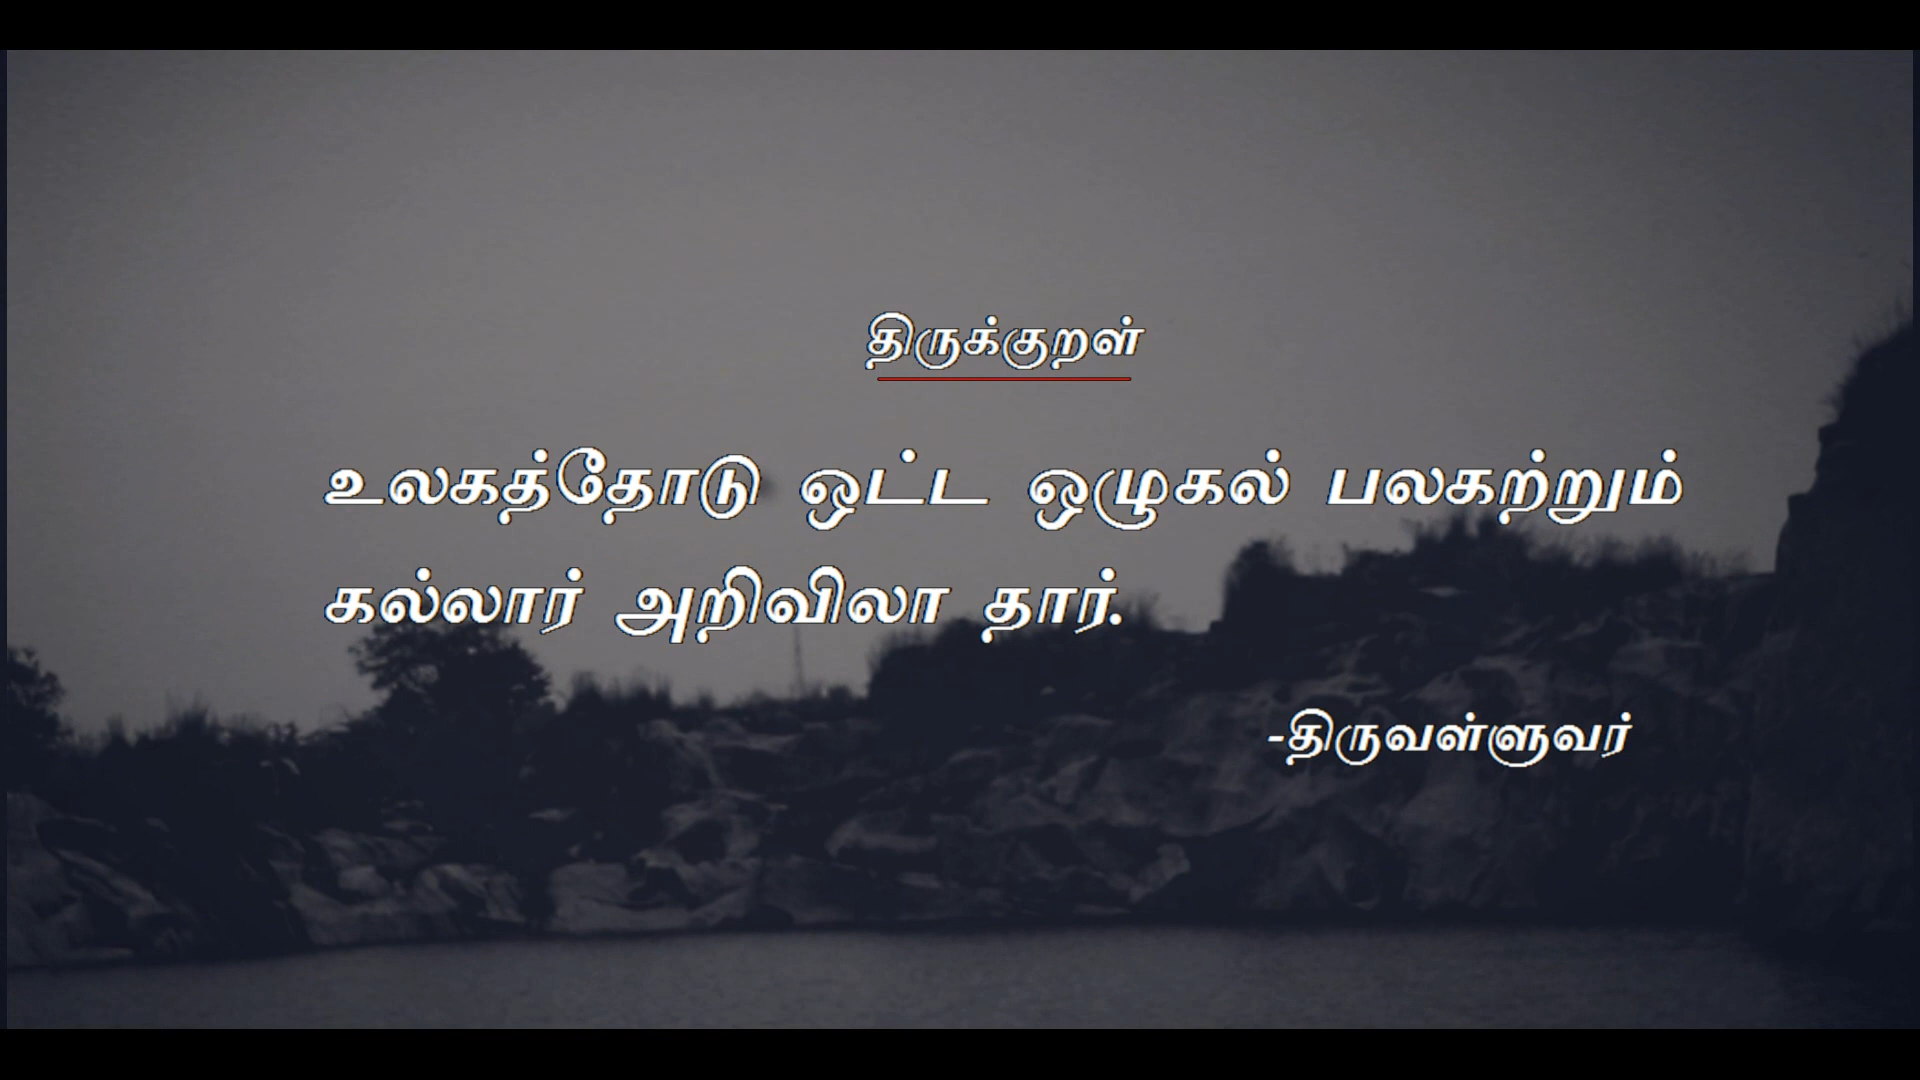 திருக்குறள்
உலகத்தோடு ஒட்ட ஒழுகல் பலகற்றும்
கல்லார் அறிவிலா தார்.
-திருவள்ளுவர்